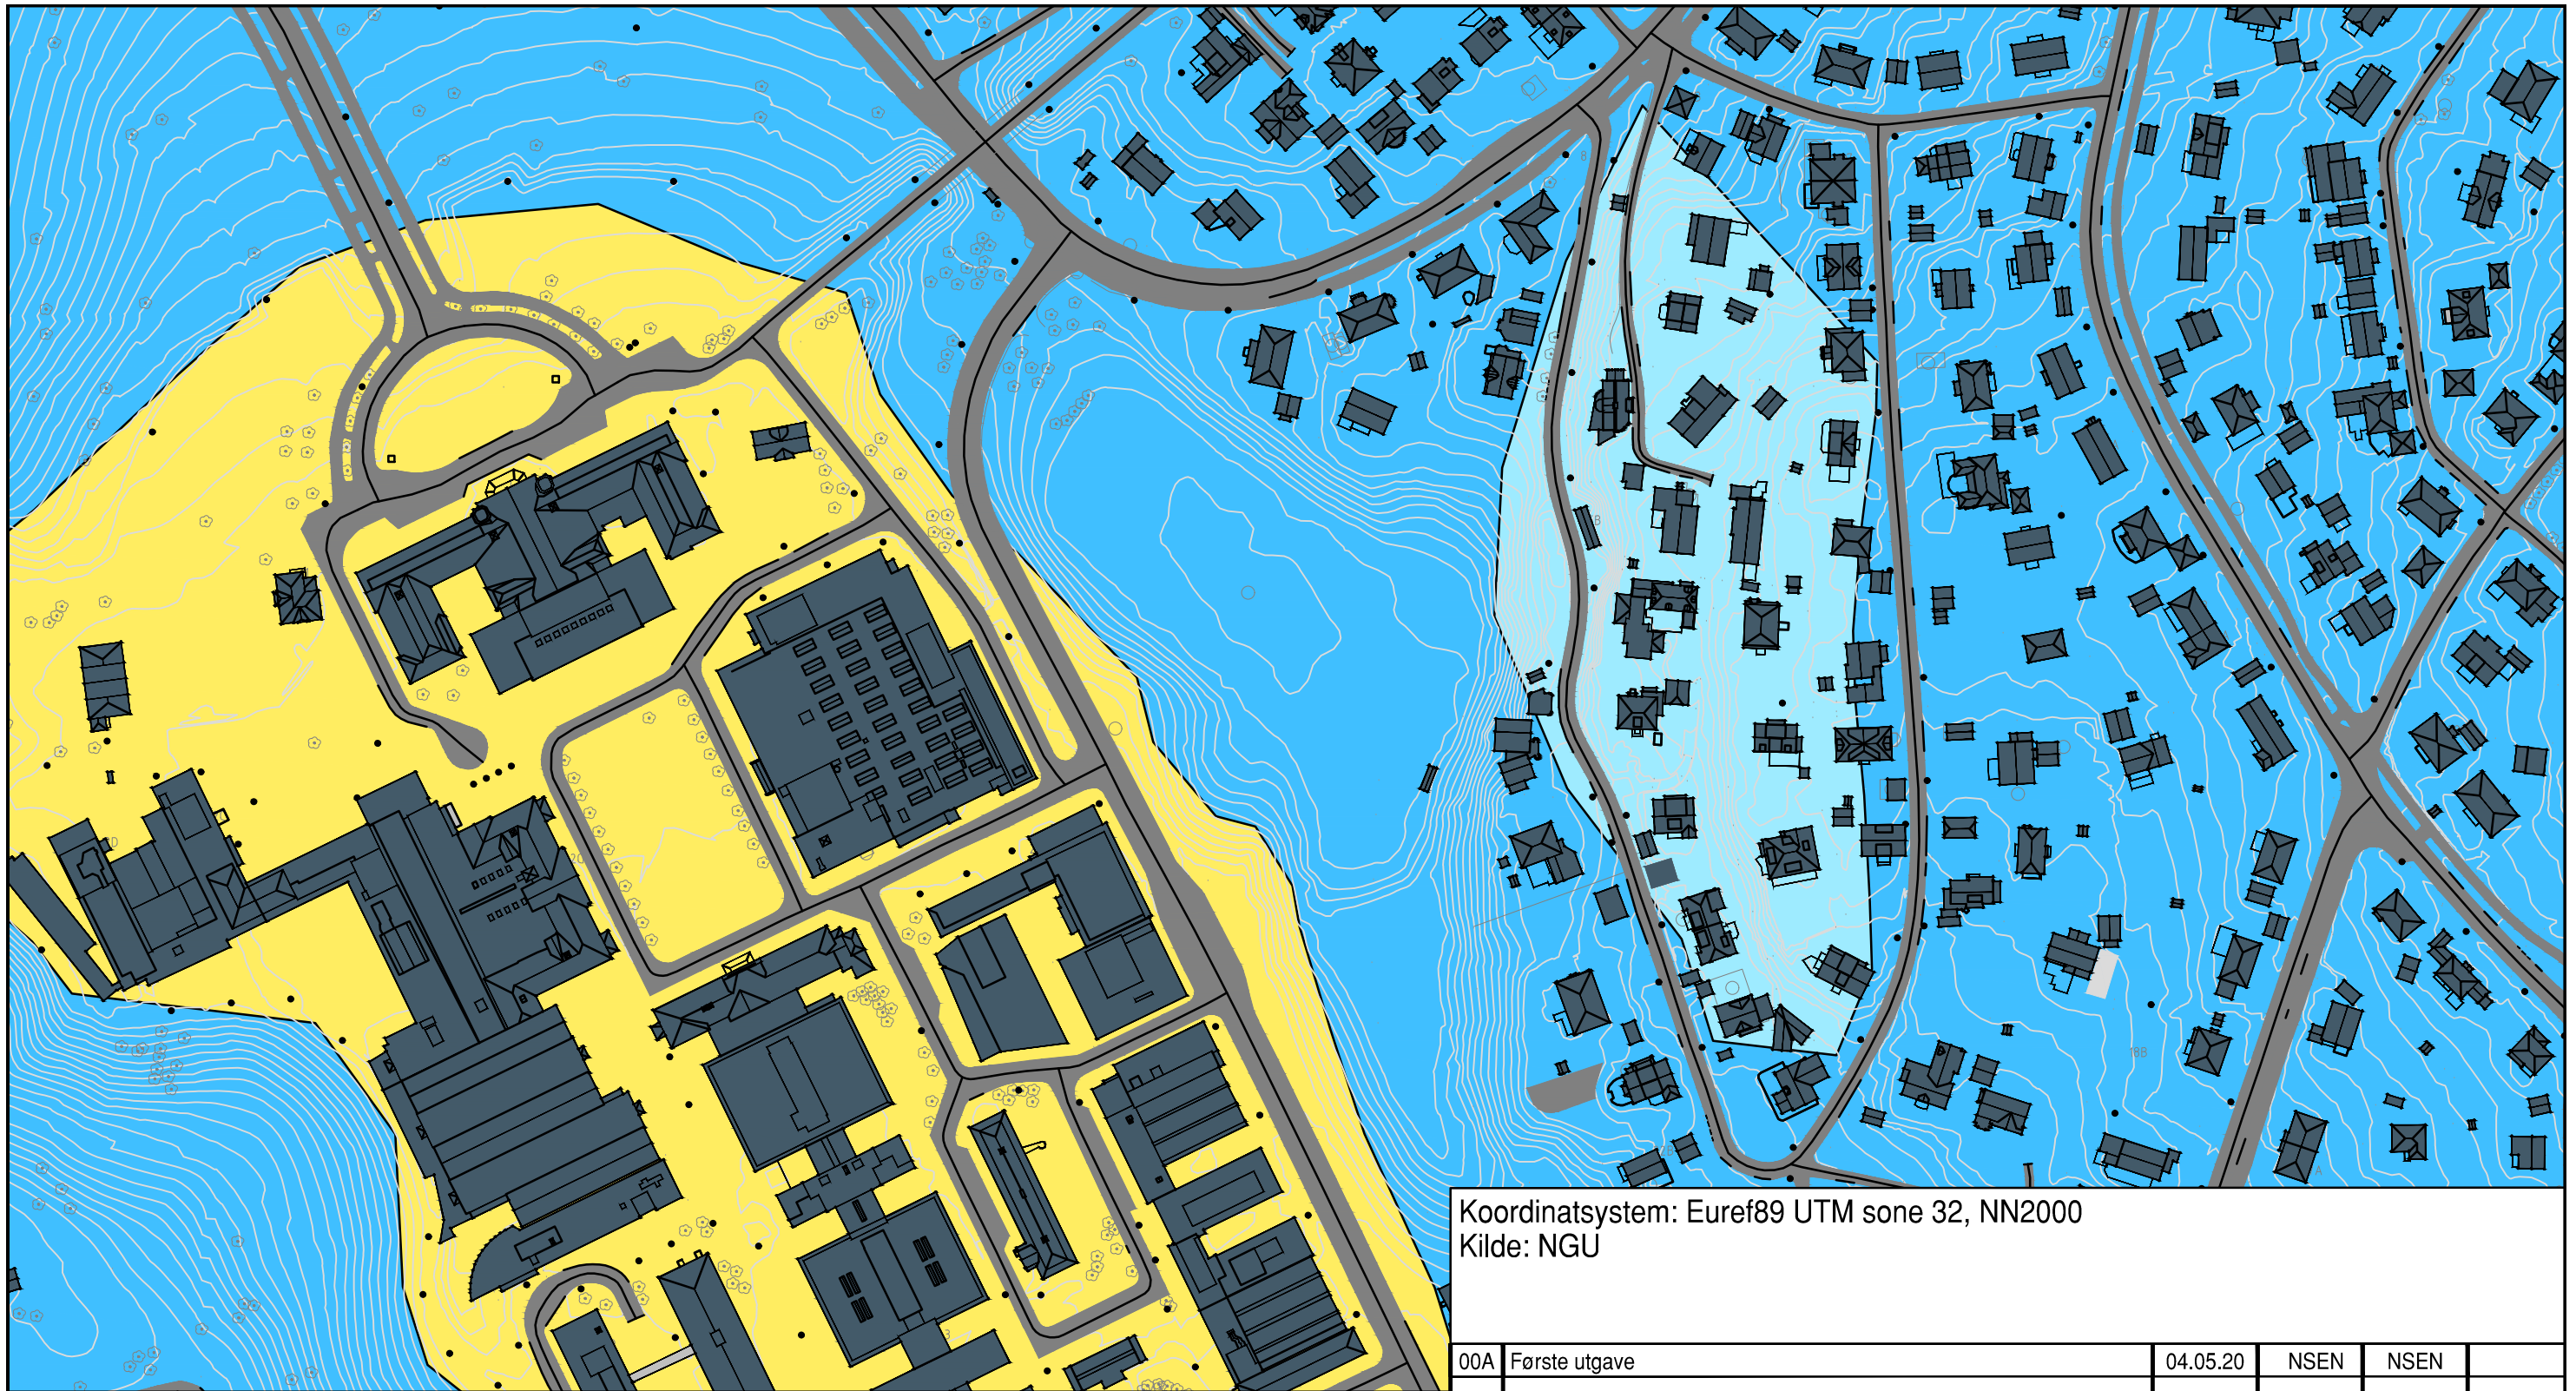 Koordinatsystem: Euref89 UTM sone 32, NN2000
Kilde: NGU
00A Første utgave 04.05.20 NSEN NSEN